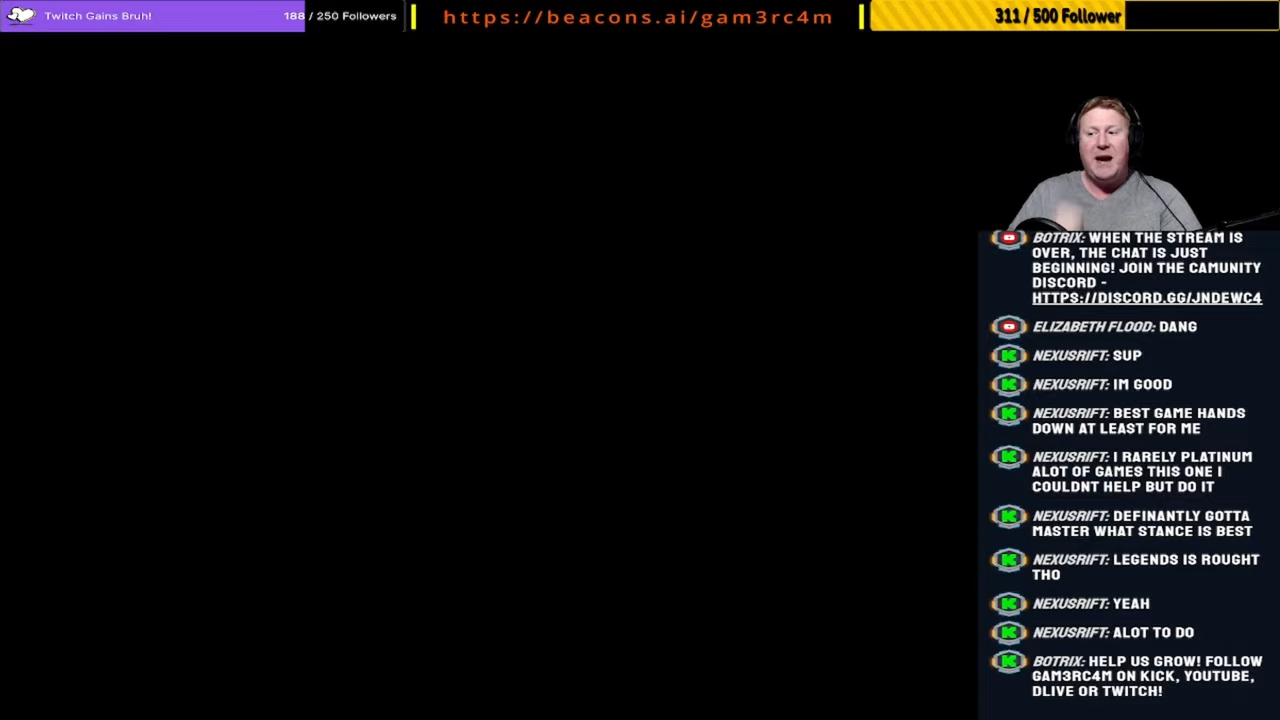 Twitch Gains Bruh!
188 / 250 Followers
https://beacons.ai/gam3rc4m
311 / 500 Follower
BOTRIX: WHEN THE STREAM IS
OVER, THE CHAT IS JUST
BEGINNING! JOIN THE CAMUNITY
DISCORD -
HTTPS://DISCORD.GG/JNDEWC4
ELIZABETH FLOOD: DANG
NEXUSRIFT: SUP
NEXUSRIFT: IM GOOD
NEXUSRIFT: BEST GAME HANDS
DOWN AT LEAST FOR ME
NEXUSRIFT: I RARELY PLATINUM
ALOT OF GAMES THIS ONE I
COULDNT HELP BUT DO IT
NEXUSRIFT: DEFINANTLY GOTTA
MASTER WHAT STANCE IS BEST
NEXUSRIFT: LEGENDS IS ROUGHT
THO
NEXUSRIFT: YEAH
NEXUSRIFT: ALOT TO DO
BOTRIX: HELP US GROW! FOLLOW
GAM3RC4M ON KICK, YOUTUBE,
DLIVE OR TWITCH!